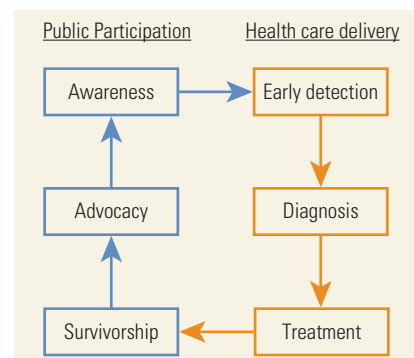 Public Participation
Health care delivery
Awareness
Early detection
Advocacy
Diagnosis
Survivorship
Treatment